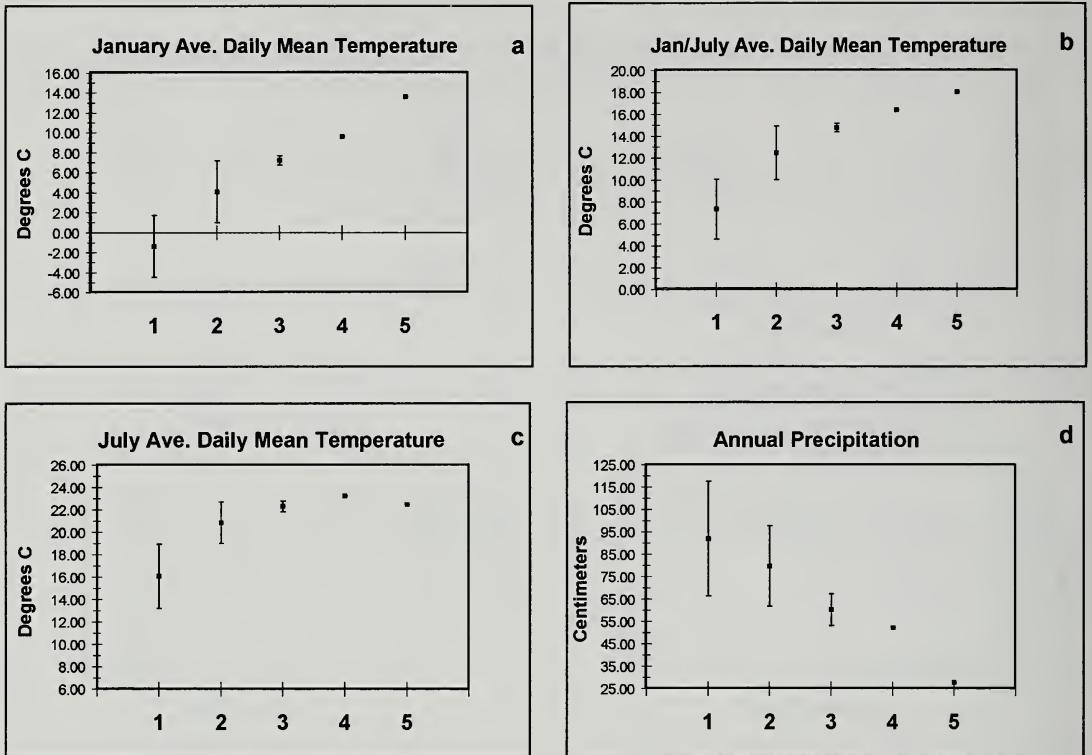 January Ave. Daily Mean Temperature
a
16.00
14.00
12.00
10.00
8.00
6.00
4.00
2.00
0.00
-2.00
-4.00
-6.00
Degrees C
1 2 3 4 5
Jan/July Ave. Daily Mean Temperature
b
20.00
18.00
16.00
14.00
12.00
10.00
8.00
6.00
4.00
2.00
0.00
Degrees C
1 2 3 4 5
July Ave. Daily Mean Temperature
c
26.00
24.00
22.00
20.00
18.00
16.00
14.00
12.00
10.00
8.00
6.00
Degrees C
1 2 3 4 5
Annual Precipitation
d
125.00
115.00
105.00
95.00
85.00
75.00
65.00
55.00
45.00
35.00
25.00
Centimeters
1 2 3 4 5